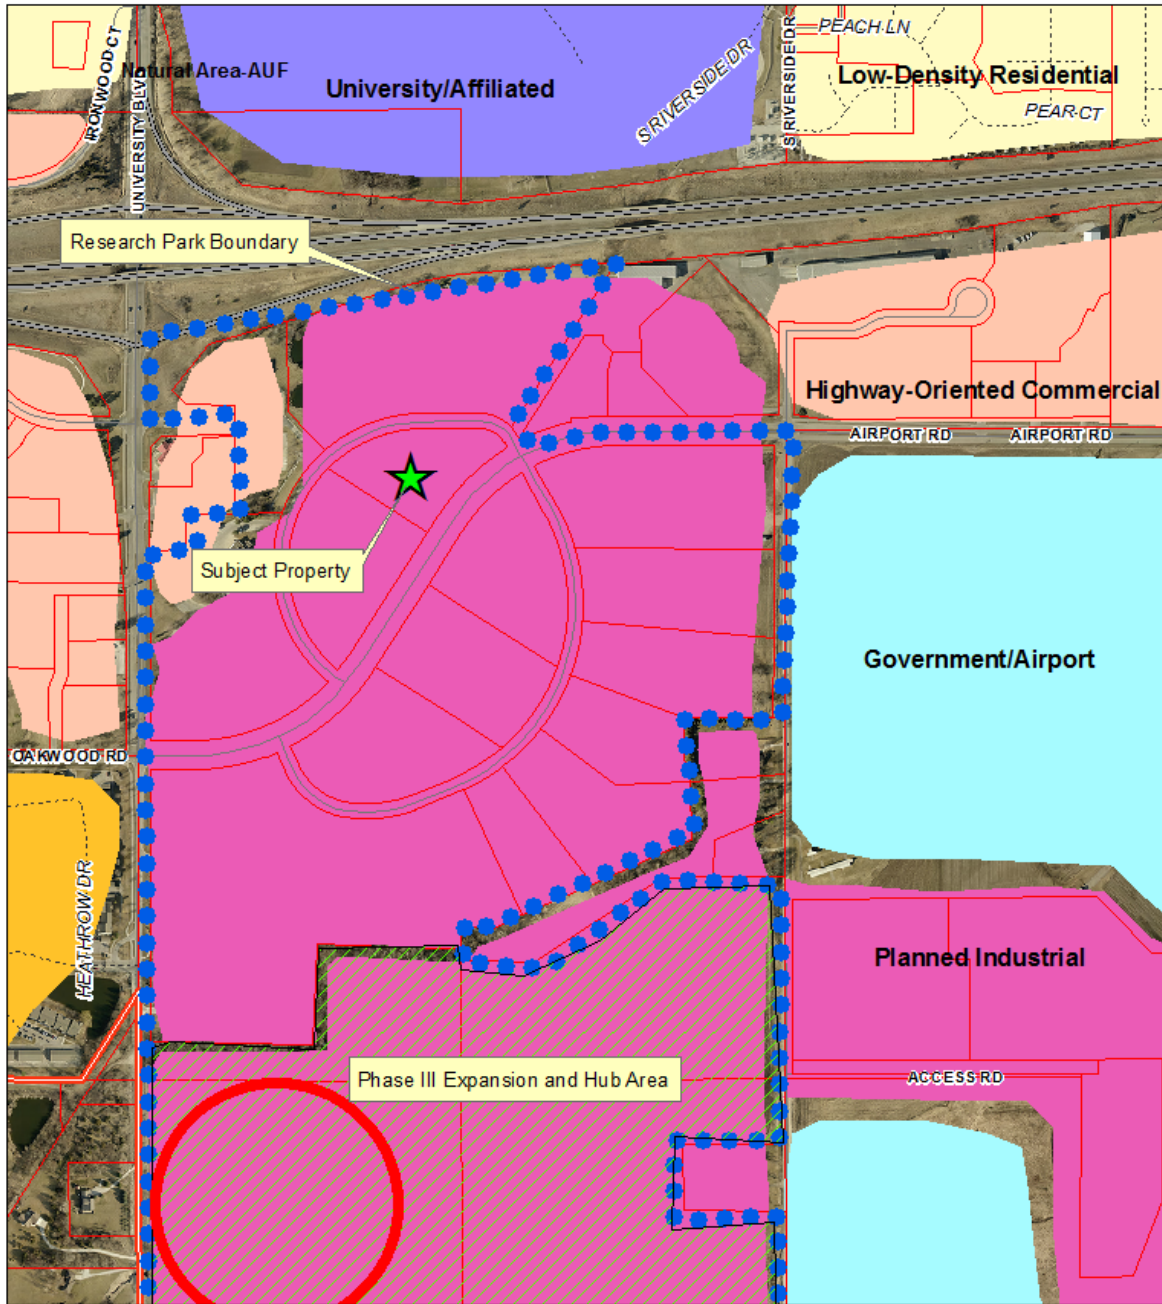 IRONWOOD CT
UNIVERSITY BLVD
Natural Area-AUF
University/Affiliated
S RIVERSIDE DR
S RIVERSIDE DR
PEACH LN
Low-Density Residential
PEAR CT
Research Park Boundary
Highway-Oriented Commercial
AIRPORT RD
AIRPORT RD
Subject Property
Government/Airport
OAKWOOD RD
HEATHROW DR
Planned Industrial
Phase III Expansion and Hub Area
ACCESS RD